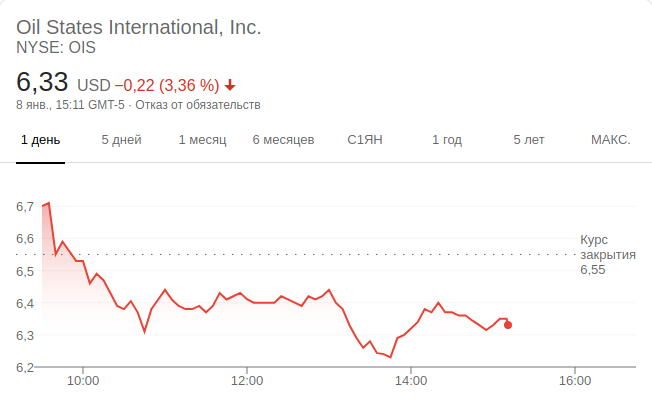 Oil States International, Inc.
NYSE: OIS
6,33 USD −0,22 (3,36 %)
8 янв., 15:11 GMT-5 · Отказ от обязательств
1 день 5 дней 1 месяц 6 месяцев С1ЯН 1 год 5 лет МАКС.
6,7
6,6
Курс
закрытия
6,55
6,5
6,4
6,3
6,2
10:00 12:00 14:00 16:00